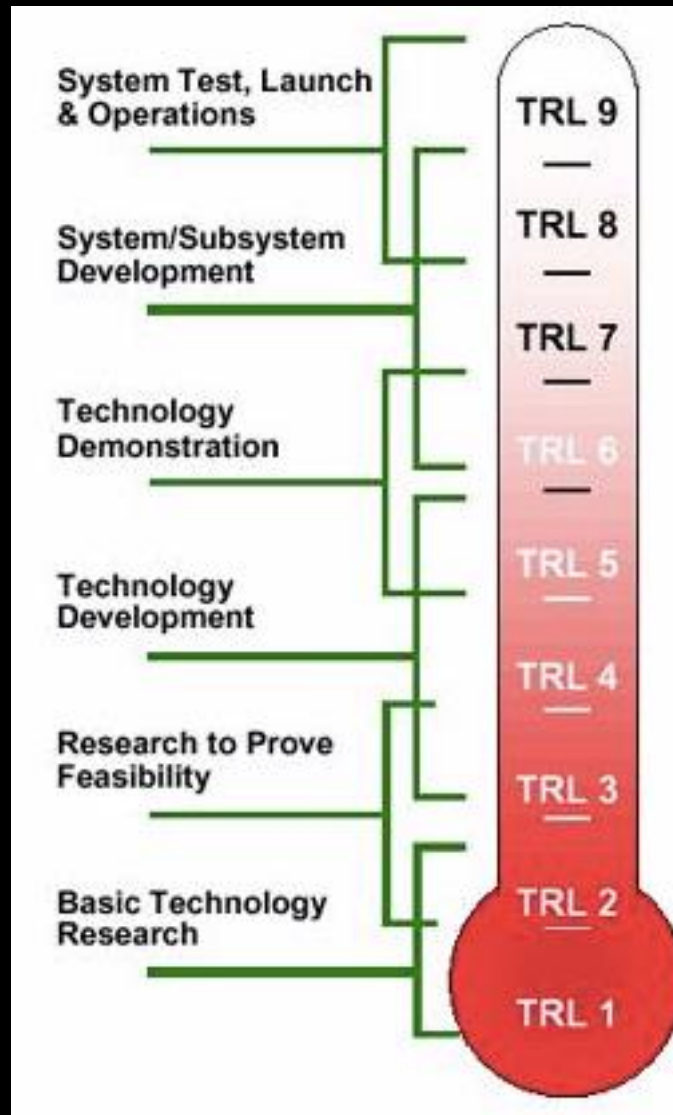 System Test, Launch
& Operations
System/Subsystem
Development
Technology
Demonstration
Technology
Development
Research to Prove
Feasibility
Basic Technology
Research
TRL 9
TRL 8
TRL 7
TRL 6
TRL 5
TRL 4
TRL 3
TRL 2
TRL 1